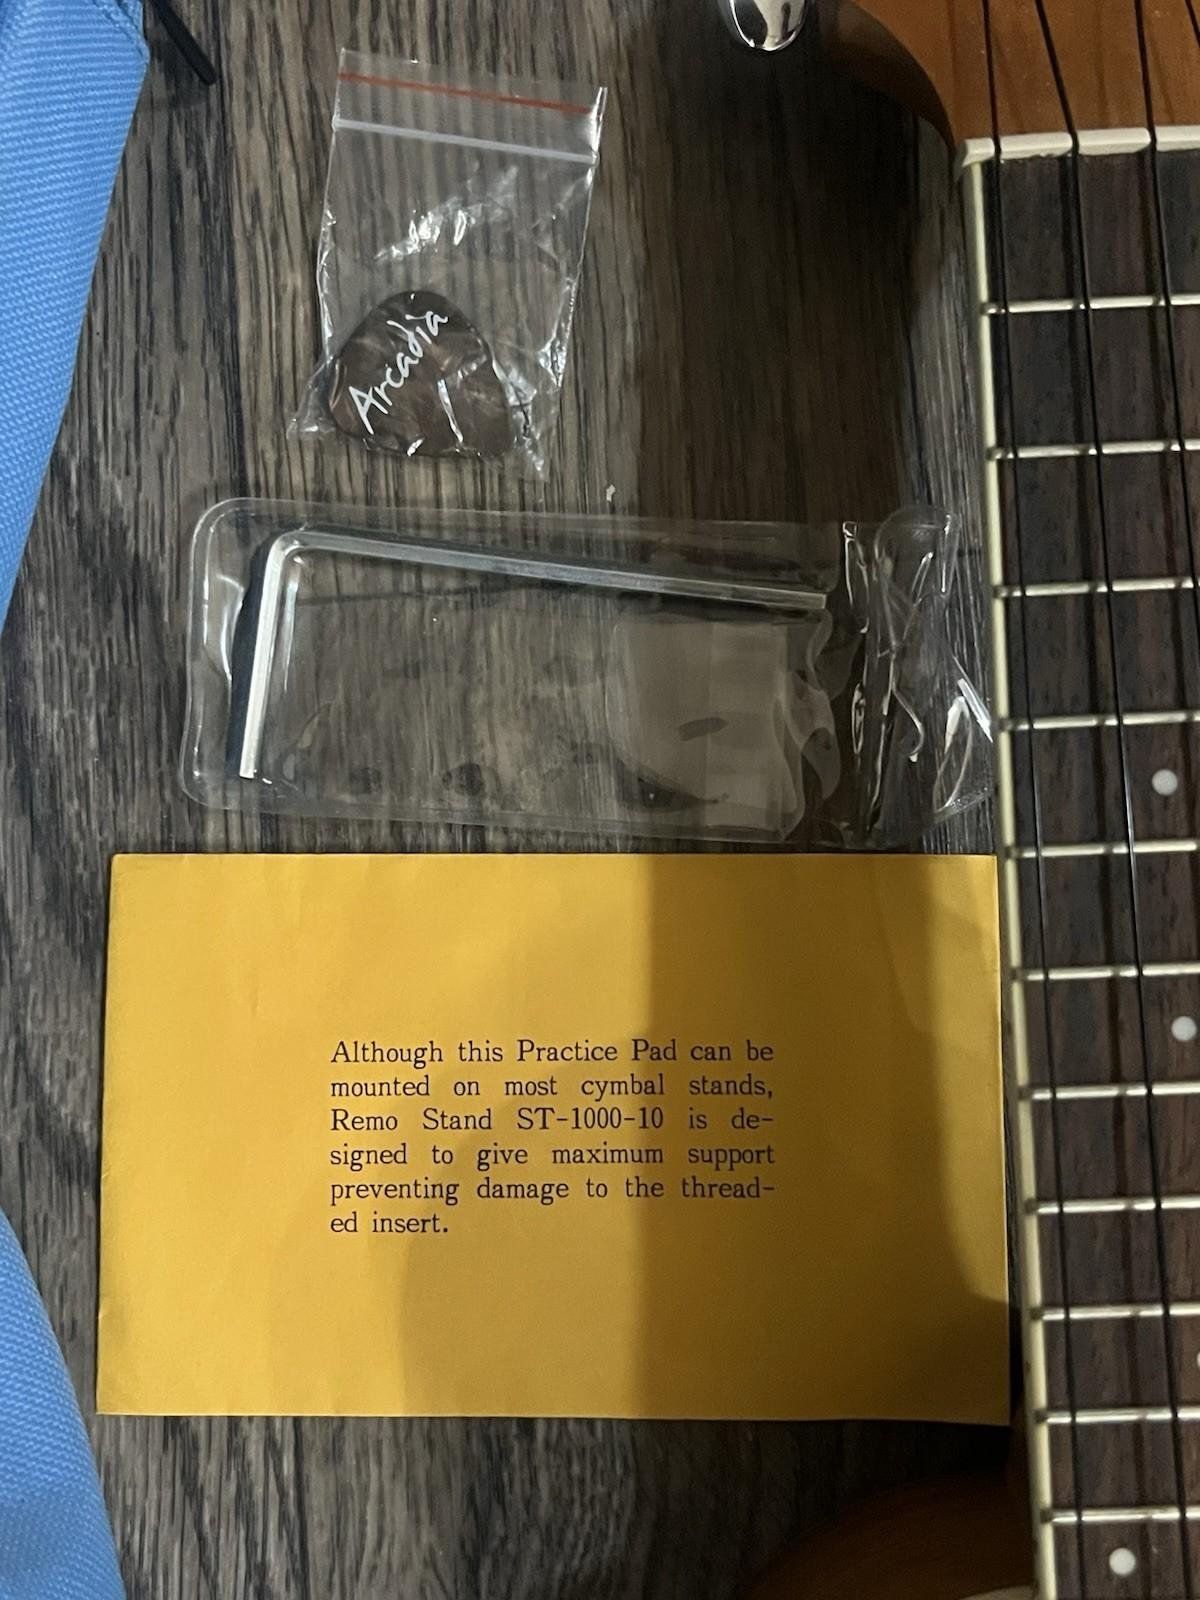 Arcadia
Although this Practice Pad can be
mounted on most cymbal stands,
Remo Stand ST-1000-10 is de-
signed to give maximum support
preventing damage to the thread-
ed insert.